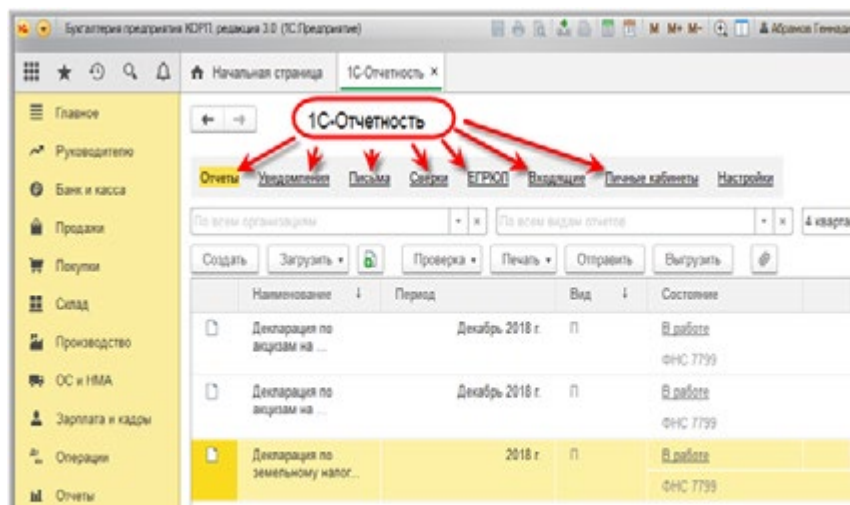 Бухгалтерия предприятия КОРП, редакция 3.0 (1С:Предприятие)
M M+ M- Абрамов Геннади
Начальная страница 1С-Отчетность ×
Главное
Руководителю
Банк и касса
Продажи
Покупки
Склад
Производство
ОС и НМА
Зарплата и кадры
Операции
Отчеты
1С-Отчетность
Отчеты Уведомления Письма Сверки ЕГРЮЛ Входящие Личные кабинеты Настройки
По всем организациям По всем видам отчетов 4 кварта
Создать Загрузить Проверка Печать Отправить Выгрузить
Наименование Период Вид Состояние
Декларация по Декабрь 2018 г. П В работе
акцизам на ...
ФНС 7799
Декларация по Декабрь 2018 г. П В работе
акцизам на ...
ФНС 7799
Декларация по 2018 г. П В работе
земельному налог...
ФНС 7799